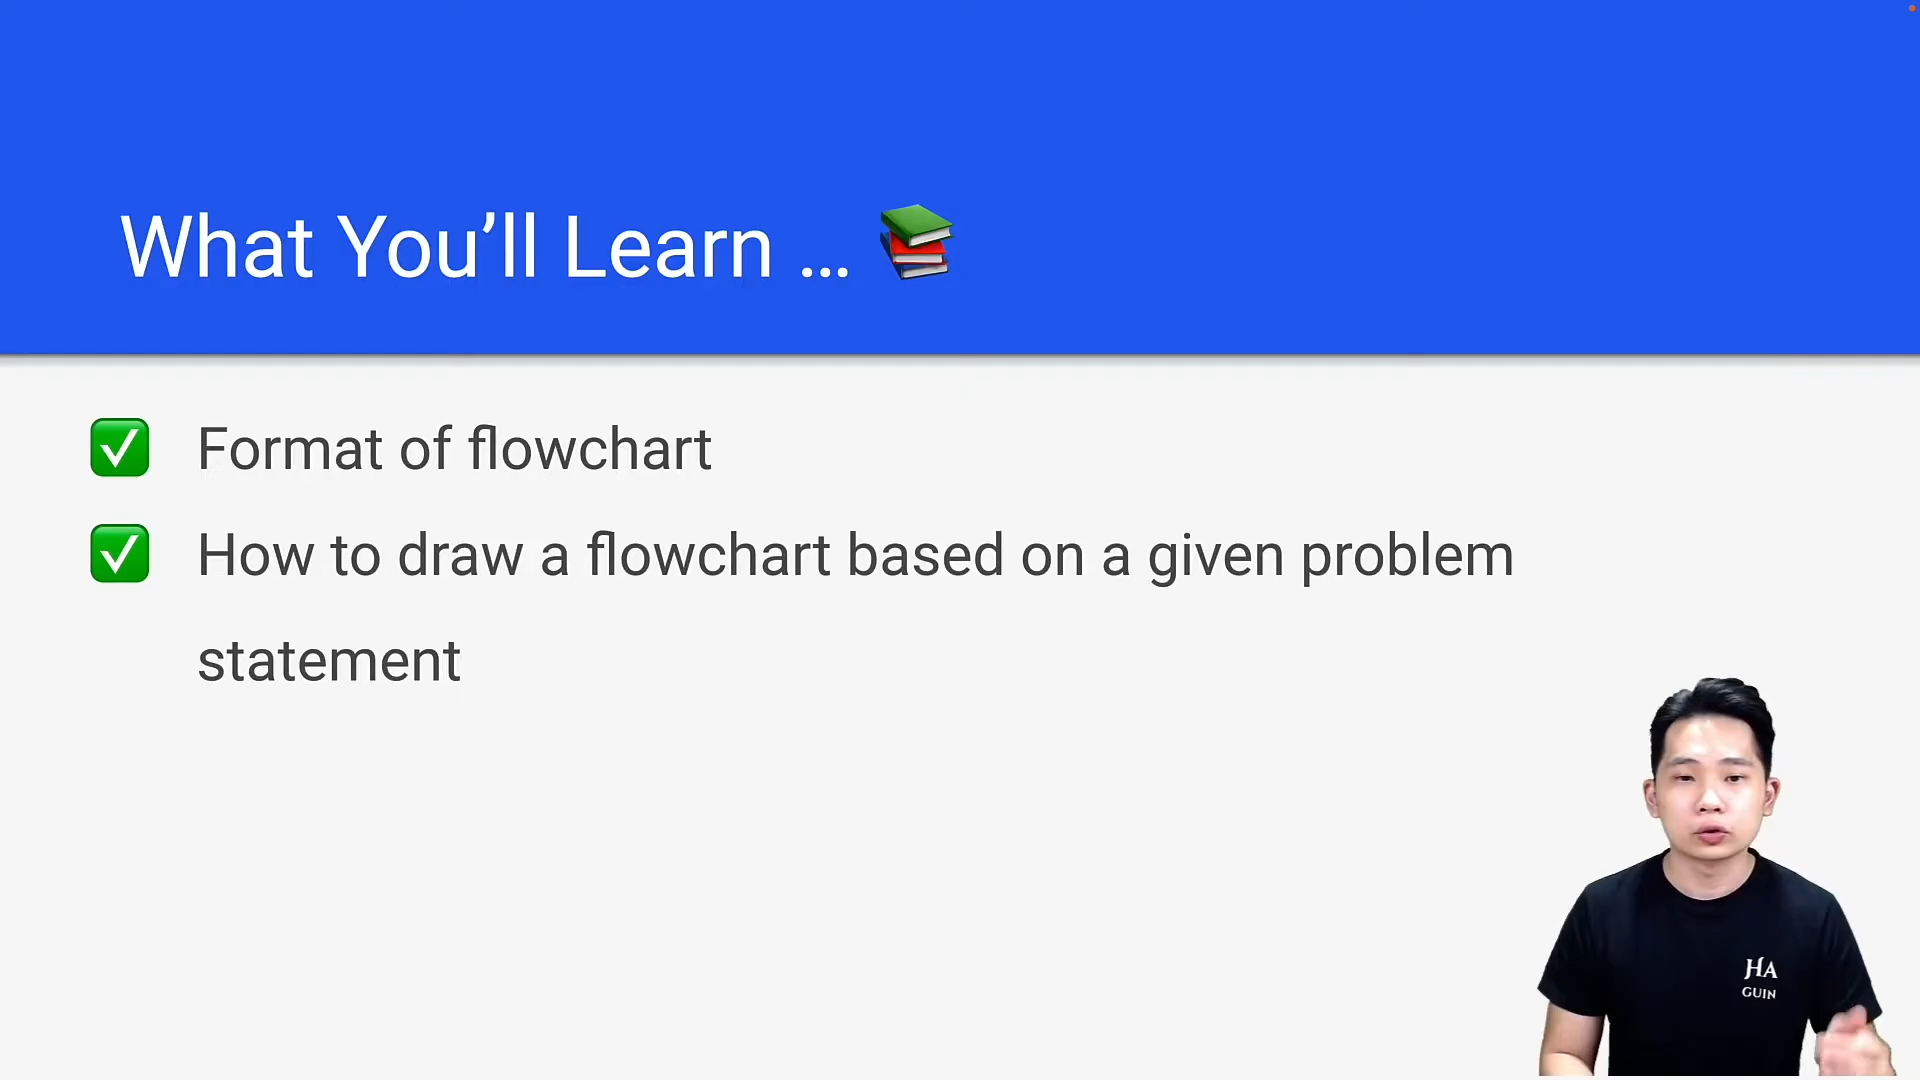 What You’ll Learn … 📚
✅ Format of flowchart
✅ How to draw a flowchart based on a given problem
statement
HA
GUIN